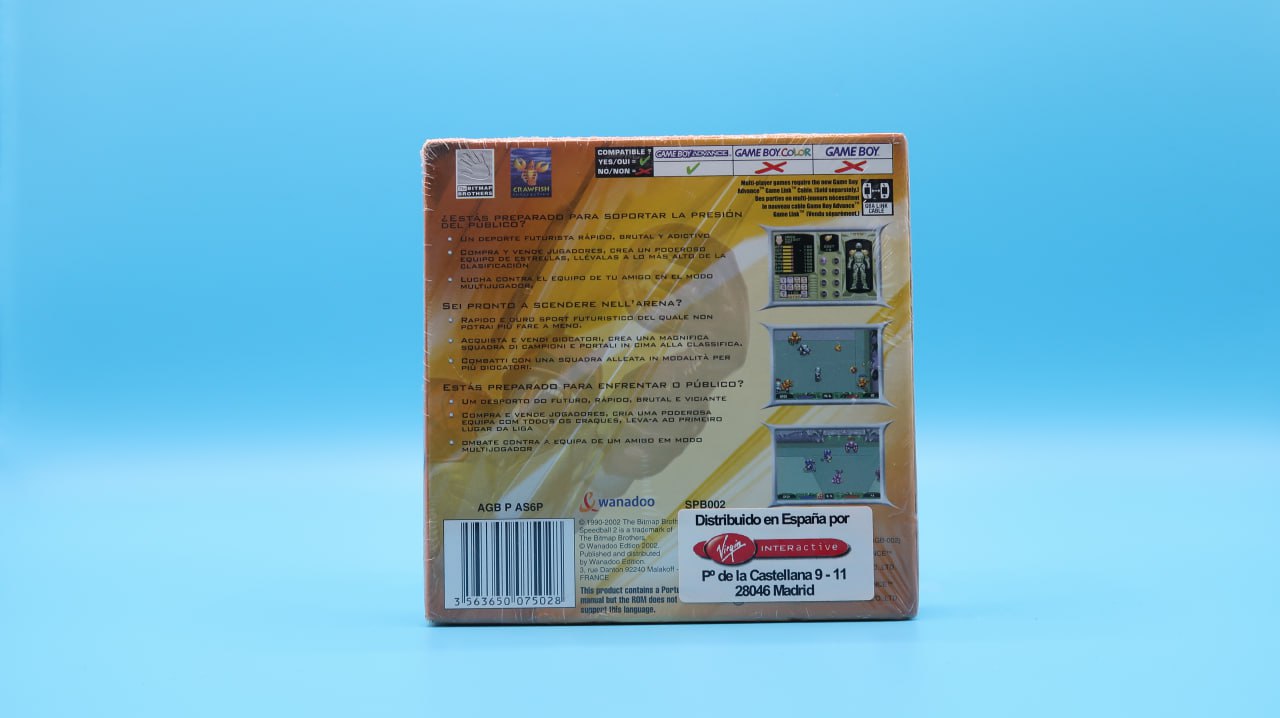 The BITMAP
BROTHERS
CRAWFISH
COMPATIBLE ?
YES/OUI =
NO/NON =
GAME BOY ADVANCE
GAME BOY COLOR
GAME BOY
Multi-player games require the new Game Boy
Advance™ Game Link™ Cable. (Sold separately)
Des parties en multi-joueurs nécessitent
le nouveau cable Game Boy Advance™
Game Link™ (Vendu séparément)
GBA LINK
CABLE
¿Estás preparado para soportar la presión
del público?
Un deporte futurista rápido, brutal y adictivo
Compra y vende jugadores, crea un poderoso
equipo de estrellas, llévalas a lo más alto de la
clasificación
Lucha contra el equipo de tu amigo en el modo
multijugador.
Sei pronto a scendere nell'arena?
Rapido e duro sport futuristico del quale non
potrai più fare a meno.
Acquista e vendi giocatori, crea una magnifica
squadra di campioni e portali in cima alla classifica.
Combatti con una squadra alleata in modalità per
più giocatori.
Estás preparado para enfrentar o público?
Um desporto do futuro, rápido, brutal e viciante
Compra e vende jogadores, cria uma poderosa
equipa com todos os craques, leva-a ao primeiro
lugar da liga
ombate contra a equipa de um amigo em modo
multijogador
AGB P AS6P
wanadoo
SPB002
3 563650 075028
© 1990-2002 The Bitmap Broth
Speedball 2 is a trademark of
The Bitmap Brothers.
© Wanadoo Edition 2002.
Published and distributed
by Wanadoo Edition.
3, rue Danton 92240 Malakoff -
FRANCE
This product contains a Portu
manual but the ROM does not
support this language.
Distribuido en España por
Virgin INTERactive
Pº de la Castellana 9 - 11
28046 Madrid